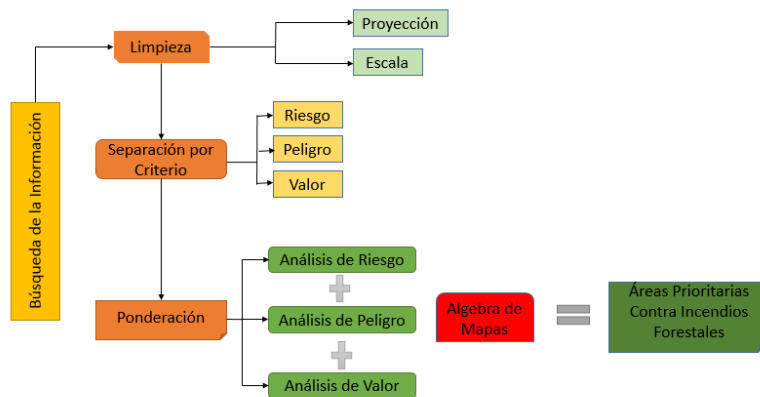 Búsqueda de la Información
Limpieza
Proyección
Escala
Separación por
Criterio
Riesgo
Peligro
Valor
Ponderación
Análisis de Riesgo
Análisis de Peligro
Análisis de Valor
Algebra de
Mapas
Áreas Prioritarias
Contra Incendios
Forestales